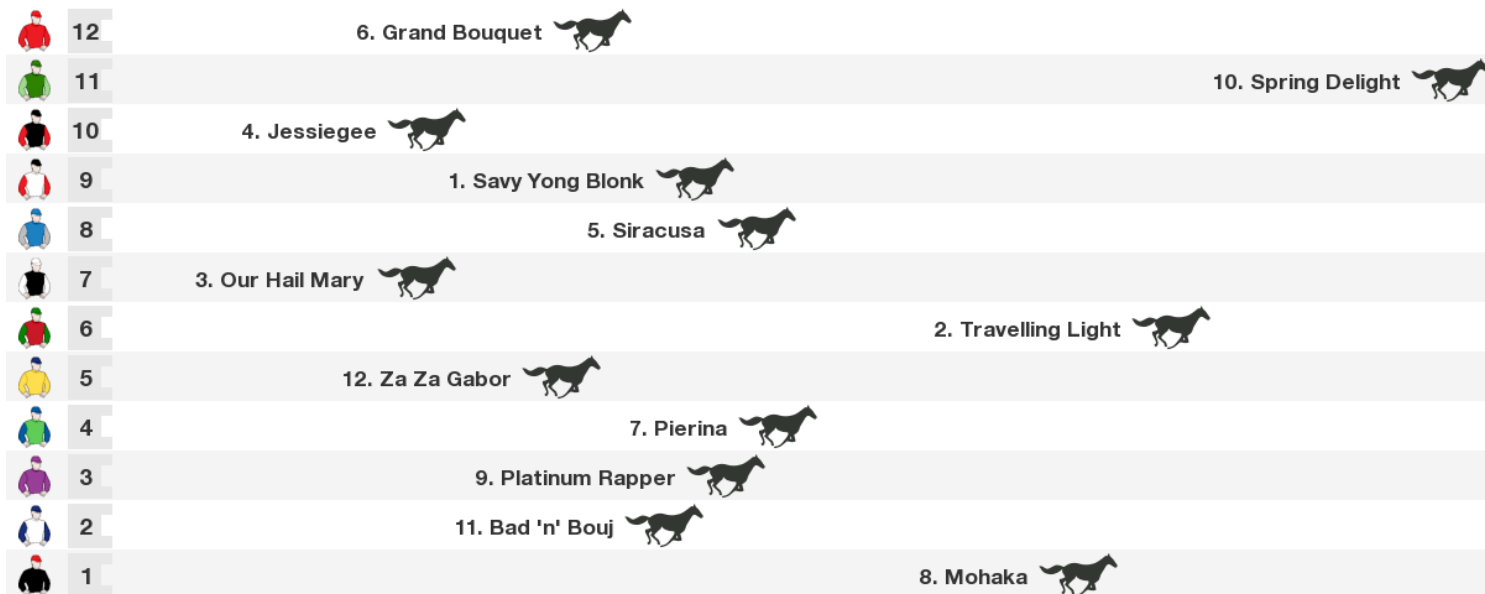 12 6. Grand Bouquet
11 10. Spring Delight
10 4. Jessiegee
9 1. Savy Yong Blonk
8 5. Siracusa
7 3. Our Hail Mary
6 2. Travelling Light
5 12. Za Za Gabor
4 7. Pierina
3 9. Platinum Rapper
2 11. Bad 'n' Bouj
1 8. Mohaka